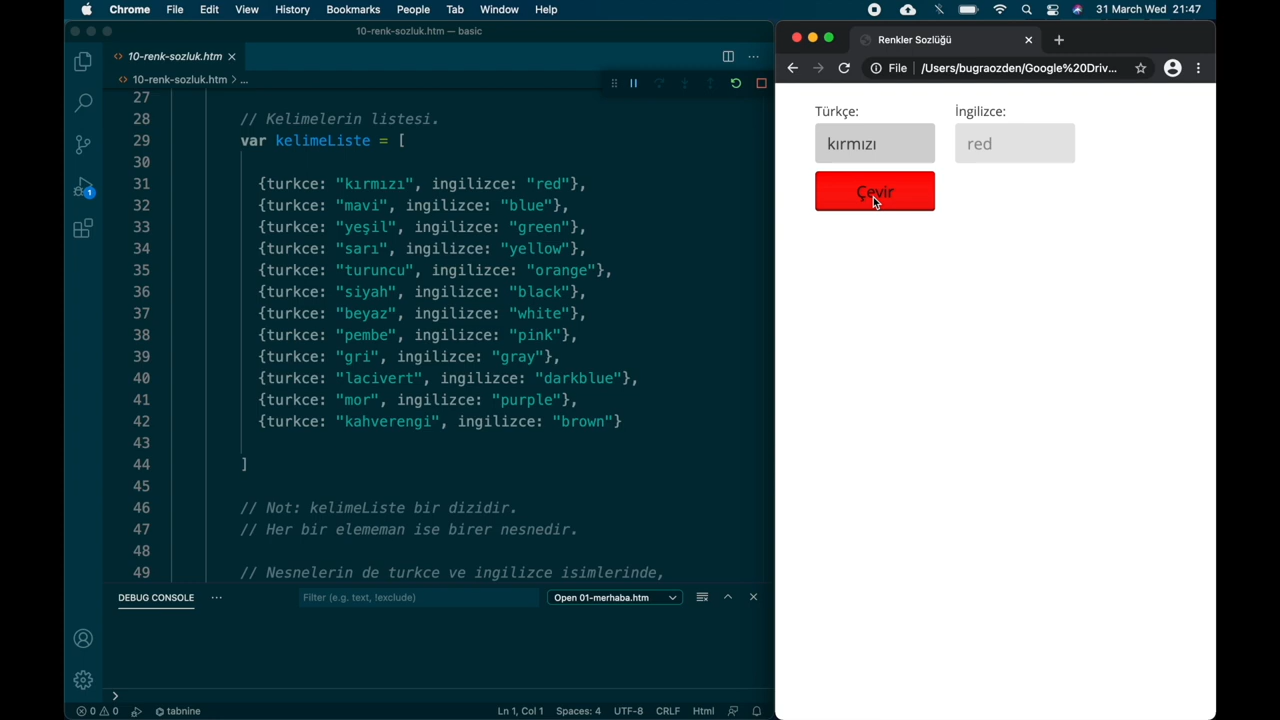 Chrome File Edit View History Bookmarks People Tab Window Help
31 March Wed 21:47
10-renk-sozluk.htm — basic
10-renk-sozluk.htm
10-renk-sozluk.htm > ...
27
28 // Kelimelerin listesi.
29 var kelimeListe = [
30
31 {turkce: "kırmızı", ingilizce: "red"},
32 {turkce: "mavi", ingilizce: "blue"},
33 {turkce: "yeşil", ingilizce: "green"},
34 {turkce: "sarı", ingilizce: "yellow"},
35 {turkce: "turuncu", ingilizce: "orange"},
36 {turkce: "siyah", ingilizce: "black"},
37 {turkce: "beyaz", ingilizce: "white"},
38 {turkce: "pembe", ingilizce: "pink"},
39 {turkce: "gri", ingilizce: "gray"},
40 {turkce: "lacivert", ingilizce: "darkblue"},
41 {turkce: "mor", ingilizce: "purple"},
42 {turkce: "kahverengi", ingilizce: "brown"}
43
44 ]
45
46 // Not: kelimeListe bir dizidir.
47 // Her bir elememan ise birer nesnedir.
48
49 // Nesnelerin de turkce ve ingilizce isimlerinde,
1
DEBUG CONSOLE ... Filter (e.g. text, !exclude) Open 01-merhaba.htm
0 0 tabnine Ln 1, Col 1 Spaces: 4 UTF-8 CRLF Html
Renkler Sözlüğü
File /Users/bugraozden/Google%20Driv...
Türkçe: İngilizce:
kırmızı red
Çevir